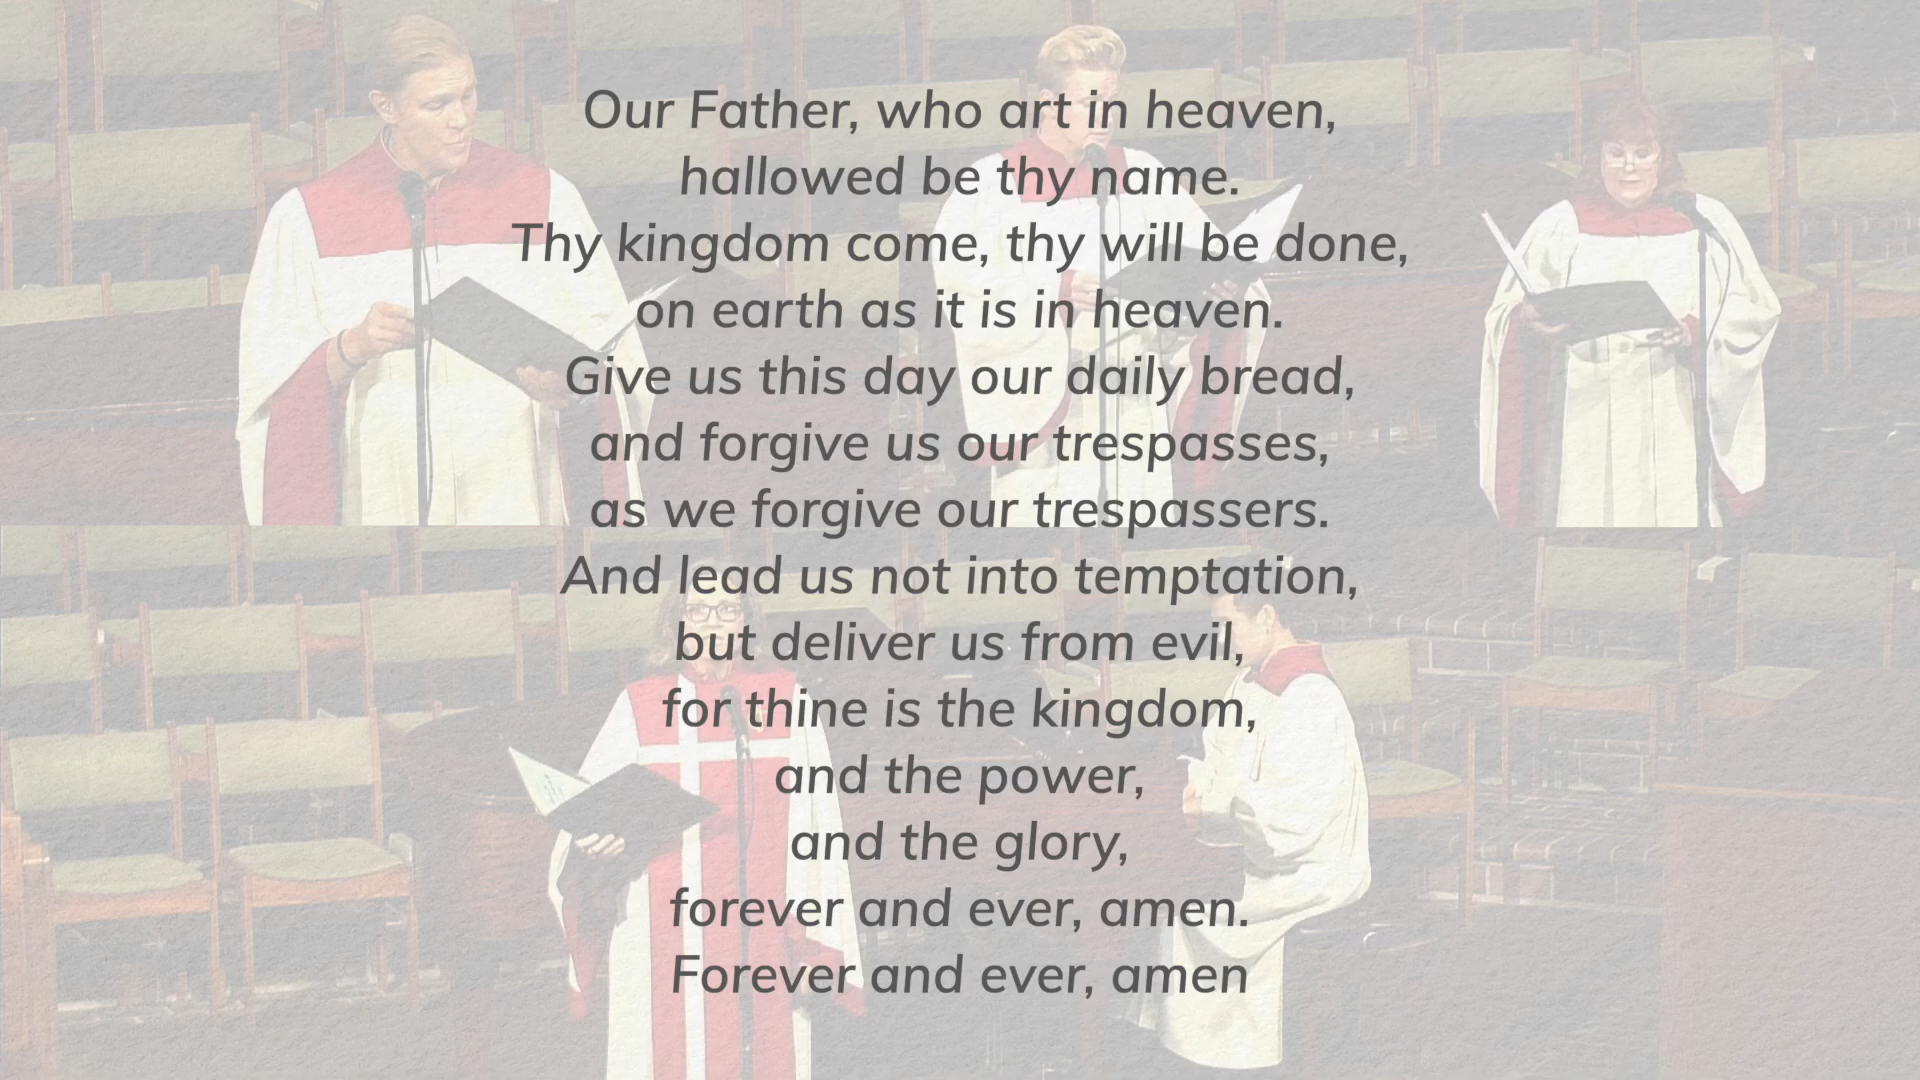 Our Father, who art in heaven,
hallowed be thy name.
Thy kingdom come, thy will be done,
on earth as it is in heaven.
Give us this day our daily bread,
and forgive us our trespasses,
as we forgive our trespassers.
And lead us not into temptation,
but deliver us from evil,
for thine is the kingdom,
and the power,
and the glory,
forever and ever, amen.
Forever and ever, amen